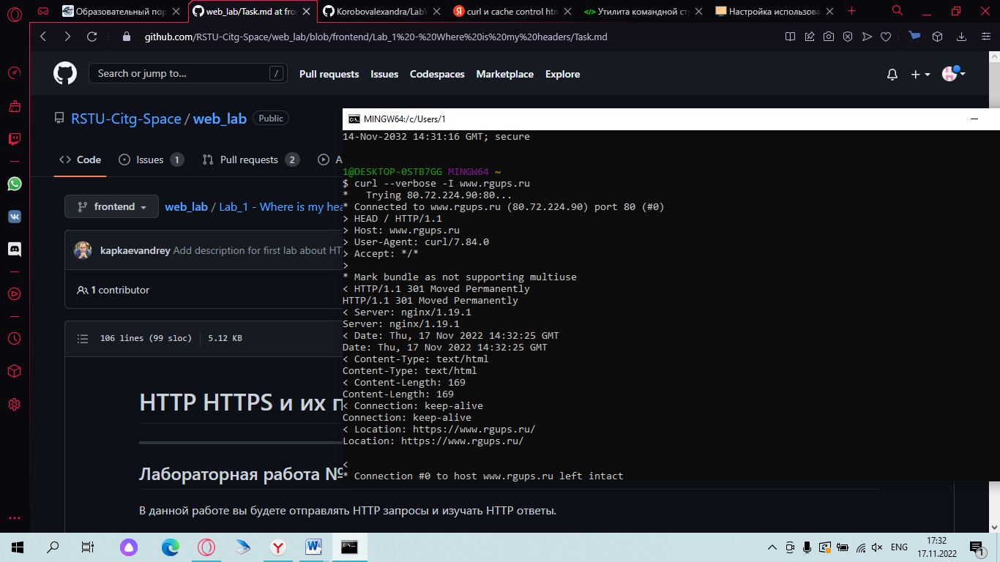 Образовательный пор
web_lab/Task.md at fro
Korobovalexandra/Lab
curl и cache control htt
Утилита командной стр
Настройка использова
github.com/RSTU-Citg-Space/web_lab/blob/frontend/Lab_1%20-%20Where%20is%20my%20headers/Task.md
Search or jump to...
/
Pull requests
Issues
Codespaces
Marketplace
Explore
RSTU-Citg-Space / web_lab
Public
<> Code
Issues 1
Pull requests 2
A
frontend
web_lab / Lab_1 - Where is my hea
kapkaevandrey Add description for first lab about HT
1 contributor
106 lines (99 sloc)
5.12 KB
HTTP HTTPS и их п
Лабораторная работа №
В данной работе вы будете отправлять HTTP запросы и изучать HTTP ответы.
MINGW64:/c/Users/1
14-Nov-2032 14:31:16 GMT; secure
1@DESKTOP-0STB7GG MINGW64 ~
$ curl --verbose -I www.rgups.ru
*   Trying 80.72.224.90:80...
* Connected to www.rgups.ru (80.72.224.90) port 80 (#0)
> HEAD / HTTP/1.1
> Host: www.rgups.ru
> User-Agent: curl/7.84.0
> Accept: */*
>
* Mark bundle as not supporting multiuse
< HTTP/1.1 301 Moved Permanently
HTTP/1.1 301 Moved Permanently
< Server: nginx/1.19.1
Server: nginx/1.19.1
< Date: Thu, 17 Nov 2022 14:32:25 GMT
Date: Thu, 17 Nov 2022 14:32:25 GMT
< Content-Type: text/html
Content-Type: text/html
< Content-Length: 169
Content-Length: 169
< Connection: keep-alive
Connection: keep-alive
< Location: https://www.rgups.ru/
Location: https://www.rgups.ru/
<
* Connection #0 to host www.rgups.ru left intact
ENG
17:32
17.11.2022
1